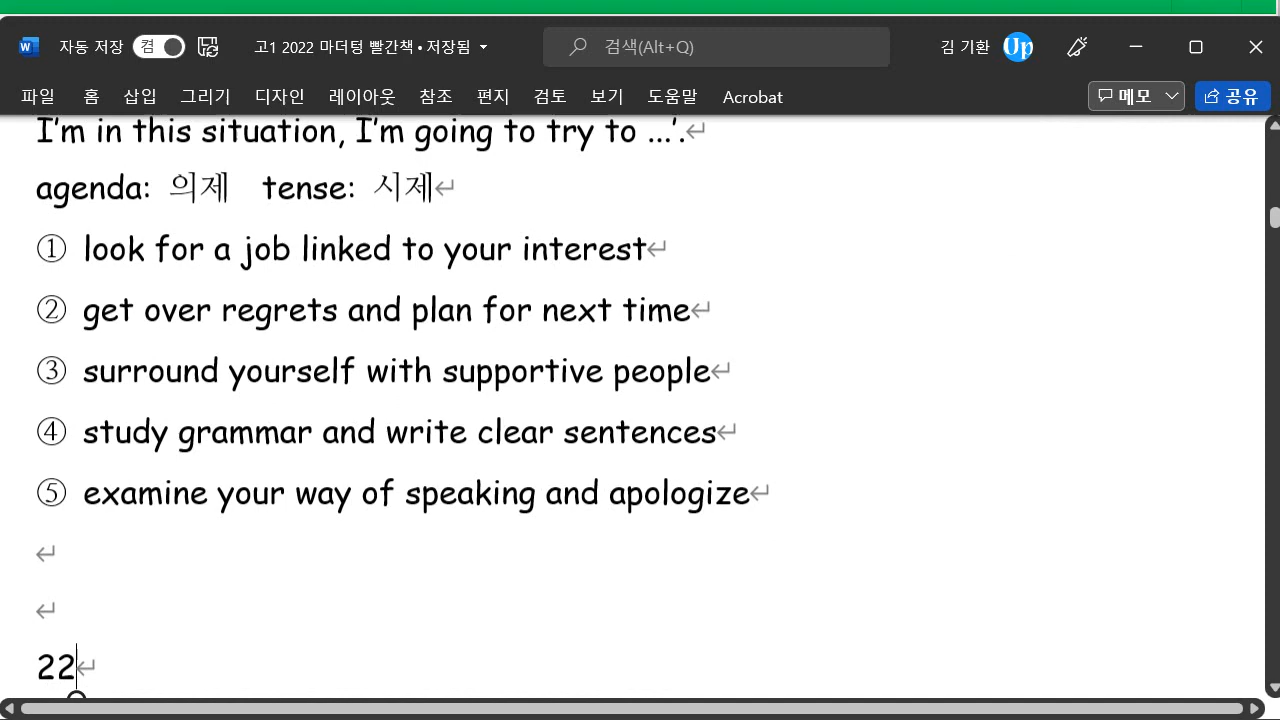 자동 저장 켬 고1 2022 마더텅 빨간책 • 저장됨 검색(Alt+Q) 김 기환 Up
파일 홈 삽입 그리기 디자인 레이아웃 참조 편지 검토 보기 도움말 Acrobat 메모 공유
I'm in this situation, I'm going to try to ...'.
agenda: 의제 tense: 시제
① look for a job linked to your interest
② get over regrets and plan for next time
③ surround yourself with supportive people
④ study grammar and write clear sentences
⑤ examine your way of speaking and apologize
22